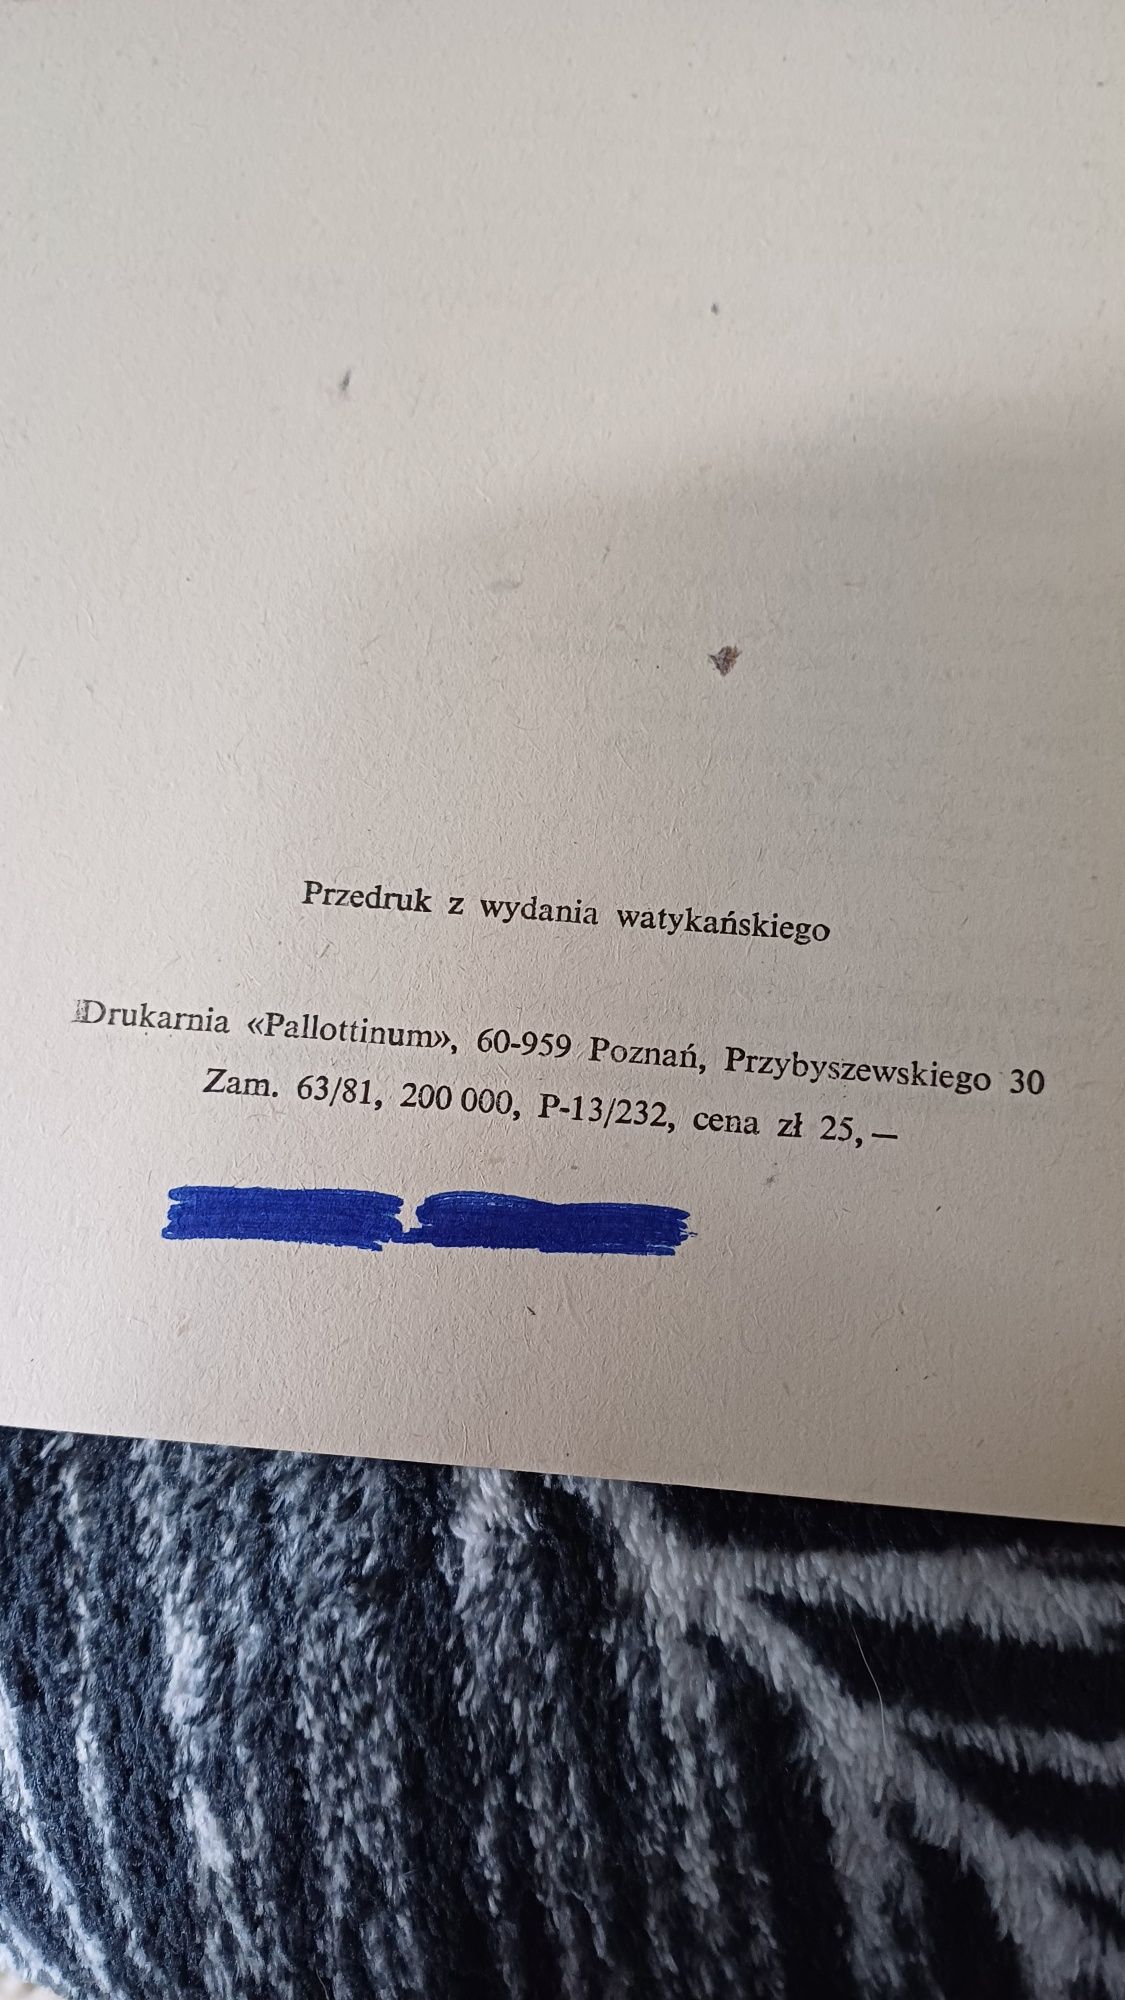 Przedruk z wydania watykańskiego
Drukarnia «Pallottinum», 60-959 Poznań, Przybyszewskiego 30
Zam. 63/81, 200 000, P-13/232, cena zł 25,—